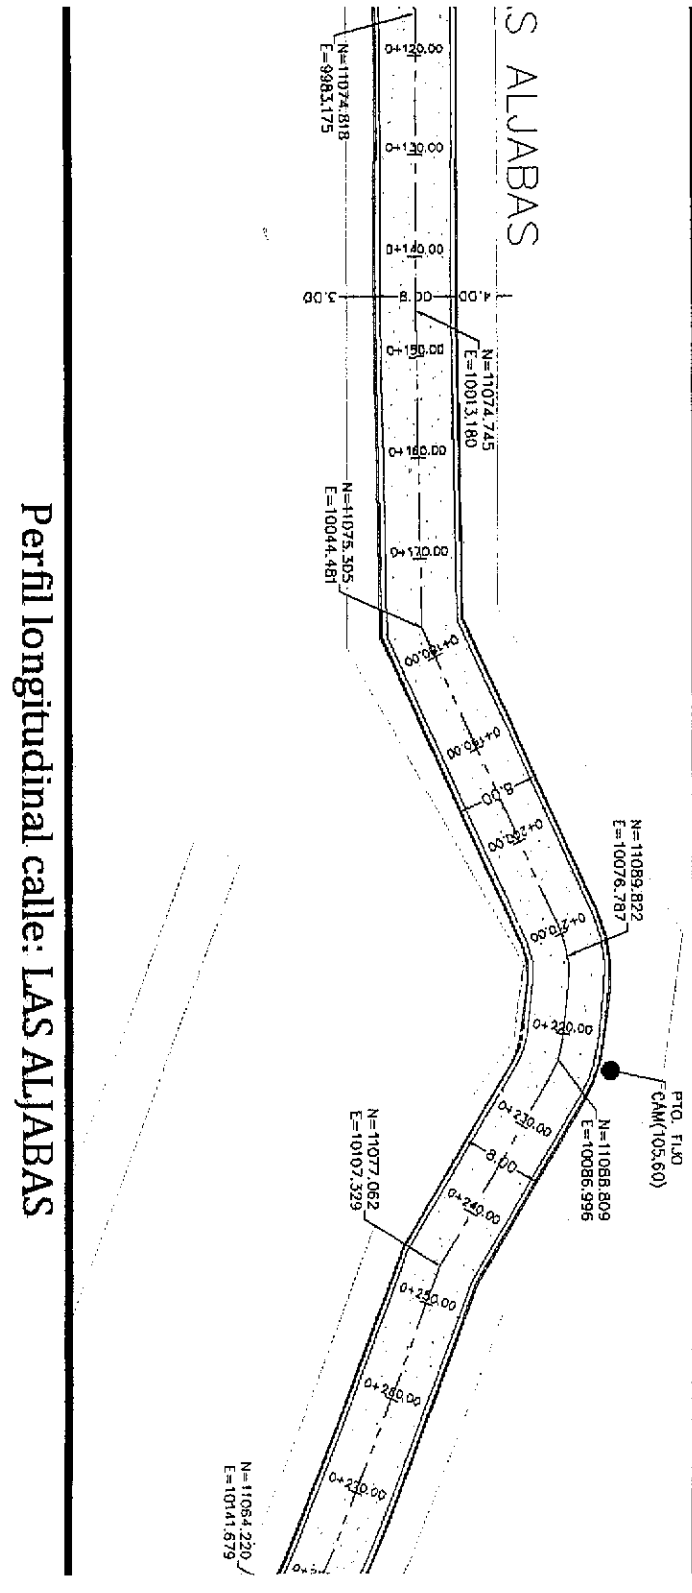 S ALJABAS
N=11074.818
E=9983.175
0+120.00
0+130.00
0+140.00
3.00
8.00
4.00
N=11074.745
E=10013.180
0+150.00
0+160.00
0+170.00
N=11075.305
E=10044.481
0+180.00
0+190.00
8.00
0+200.00
N=11089.822
E=10076.787
0+210.00
0+220.00
PTO. FIJO
CAM(105.60)
N=11088.809
E=10086.996
0+230.00
8.00
0+240.00
N=11077.062
E=10107.329
0+250.00
0+260.00
0+270.00
N=11064.220
E=10141.679
Perfil longitudinal calle: LAS ALJABAS